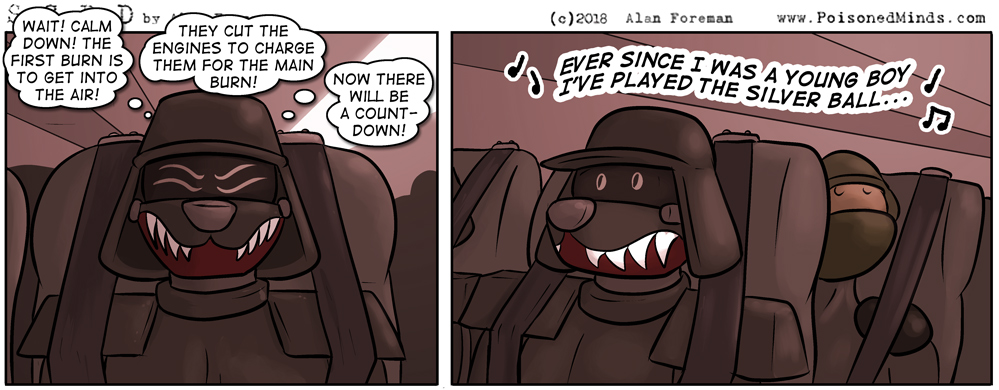 by
(c)2018 Alan Foreman www.PoisonedMinds.com
WAIT! CALM
DOWN! THE
FIRST BURN IS
TO GET INTO
THE AIR!
THEY CUT THE
ENGINES TO CHARGE
THEM FOR THE MAIN
BURN!
NOW THERE
WILL BE
A COUNT-
DOWN!
EVER SINCE I WAS A YOUNG BOY
I'VE PLAYED THE SILVER BALL...